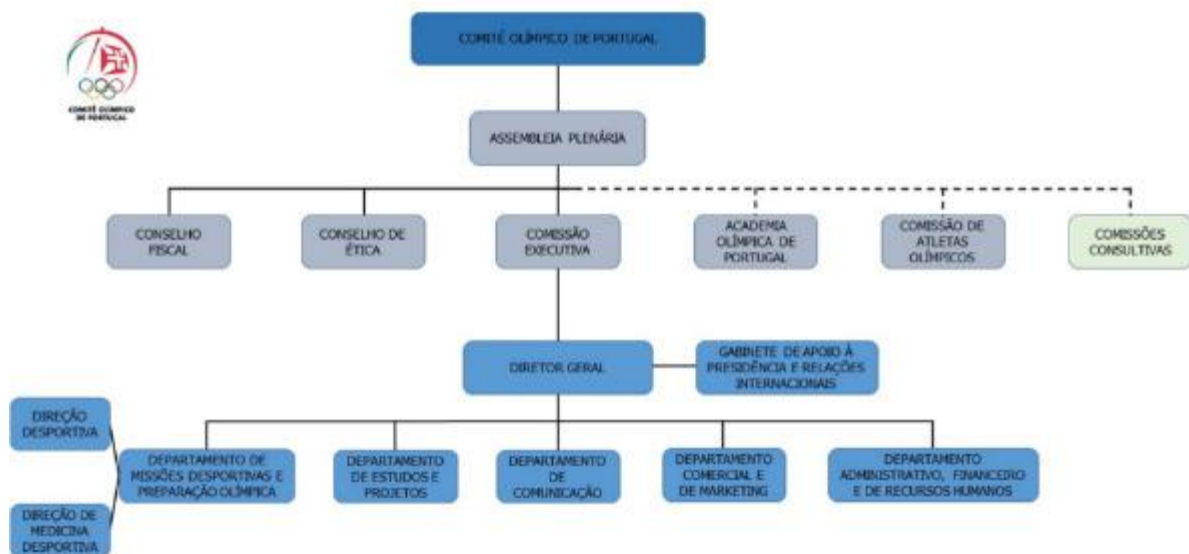 COMITÉ OLÍMPICO DE PORTUGAL
COMITÉ OLÍMPICO
DE PORTUGAL
ASSEMBLEIA PLENÁRIA
CONSELHO
FISCAL
CONSELHO DE
ÉTICA
COMISSÃO
EXECUTIVA
ACADEMIA
OLÍMPICA DE
PORTUGAL
COMISSÃO DE
ATLETAS
OLÍMPICOS
COMISSÕES
CONSULTIVAS
DIRETOR GERAL
GABINETE DE APOIO À
PRESIDÊNCIA E RELAÇÕES
INTERNACIONAIS
DIREÇÃO
DESPORTIVA
DEPARTAMENTO DE
MISSÕES DESPORTIVAS E
PREPARAÇÃO OLÍMPICA
DEPARTAMENTO
DE ESTUDOS E
PROJETOS
DEPARTAMENTO
DE
COMUNICAÇÃO
DEPARTAMENTO
COMERCIAL E
DE MARKETING
DEPARTAMENTO
ADMINISTRATIVO, FINANCEIRO
E DE RECURSOS HUMANOS
DIREÇÃO DE
MEDICINA
DESPORTIVA